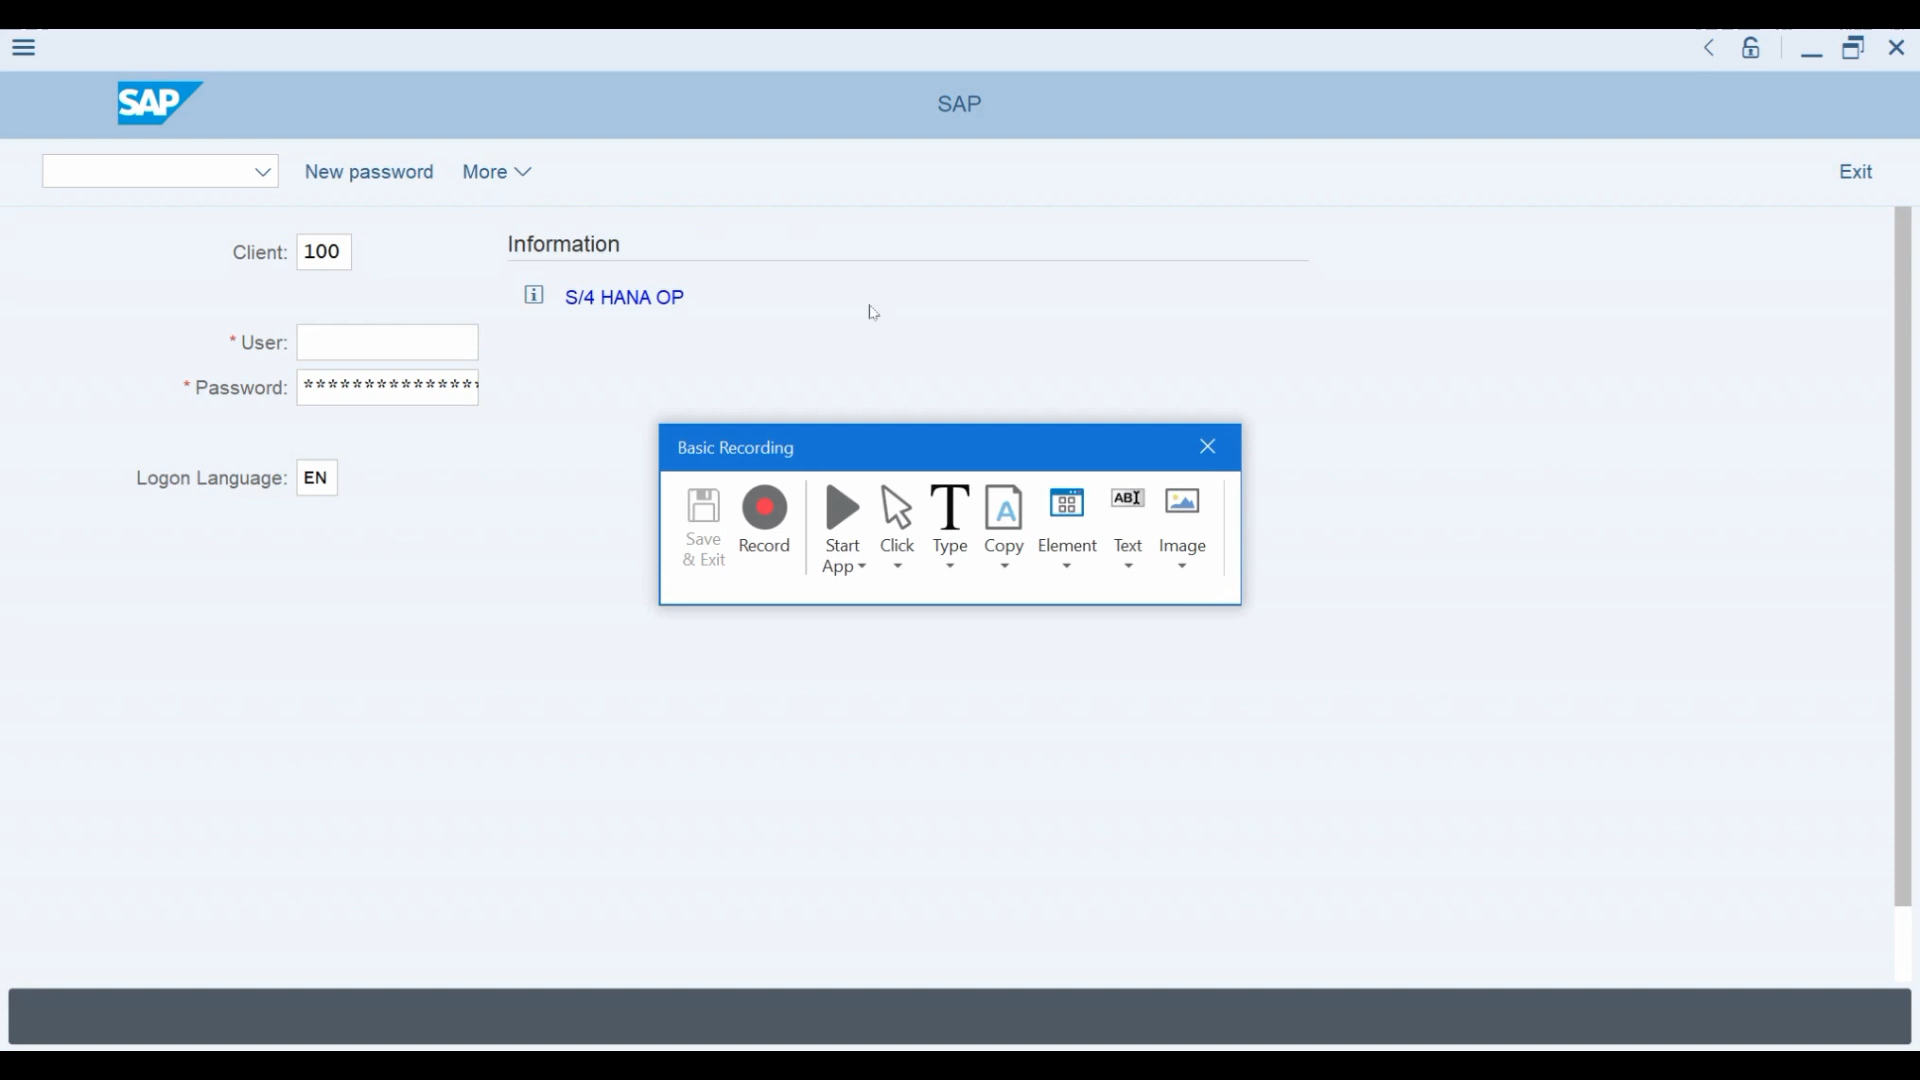 SAP
SAP
New password More
Exit
Client: 100
Information
i S/4 HANA OP
* User:
* Password: ***************
Logon Language: EN
Basic Recording
Save & Exit
Record
Start App
Click
Type
A
Copy
Element
ABI
Text
Image